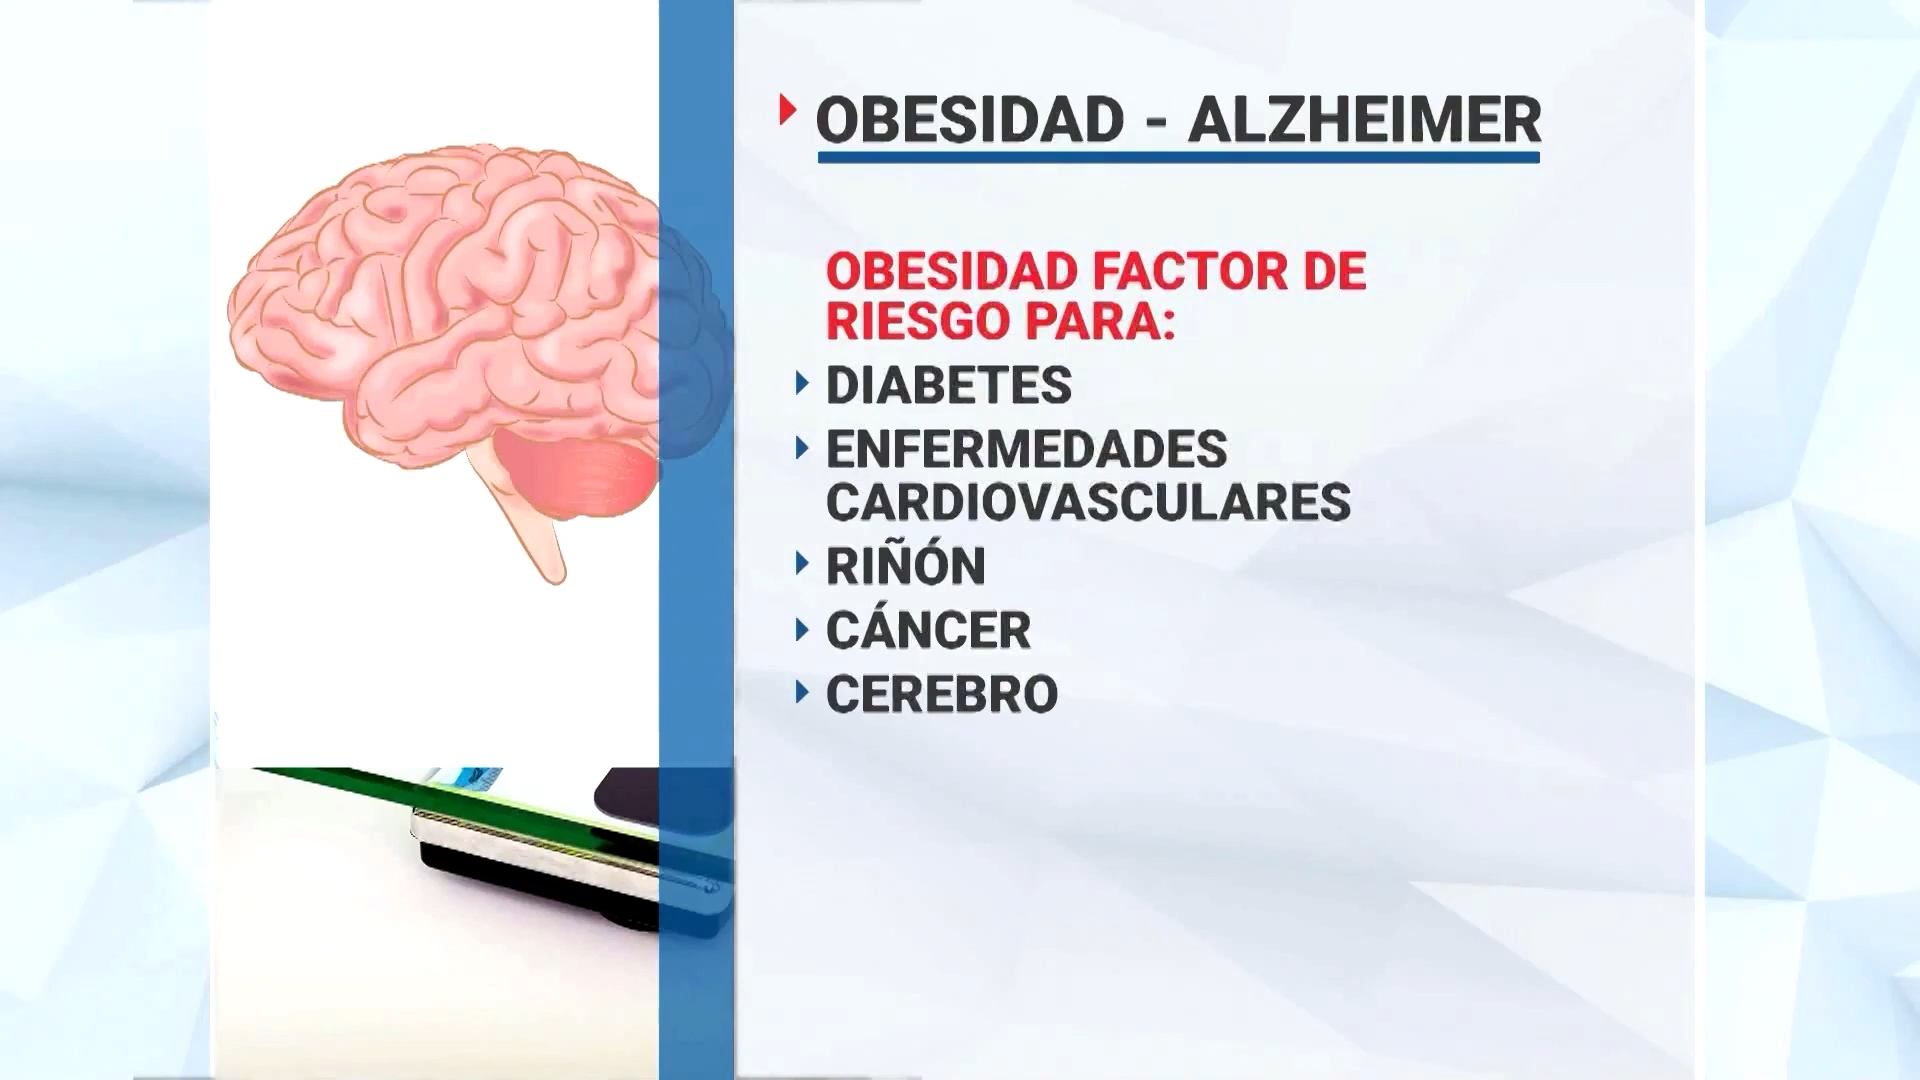 OBESIDAD - ALZHEIMER
OBESIDAD FACTOR DE
RIESGO PARA:
DIABETES
ENFERMEDADES
CARDIOVASCULARES
RIÑÓN
CÁNCER
CEREBRO